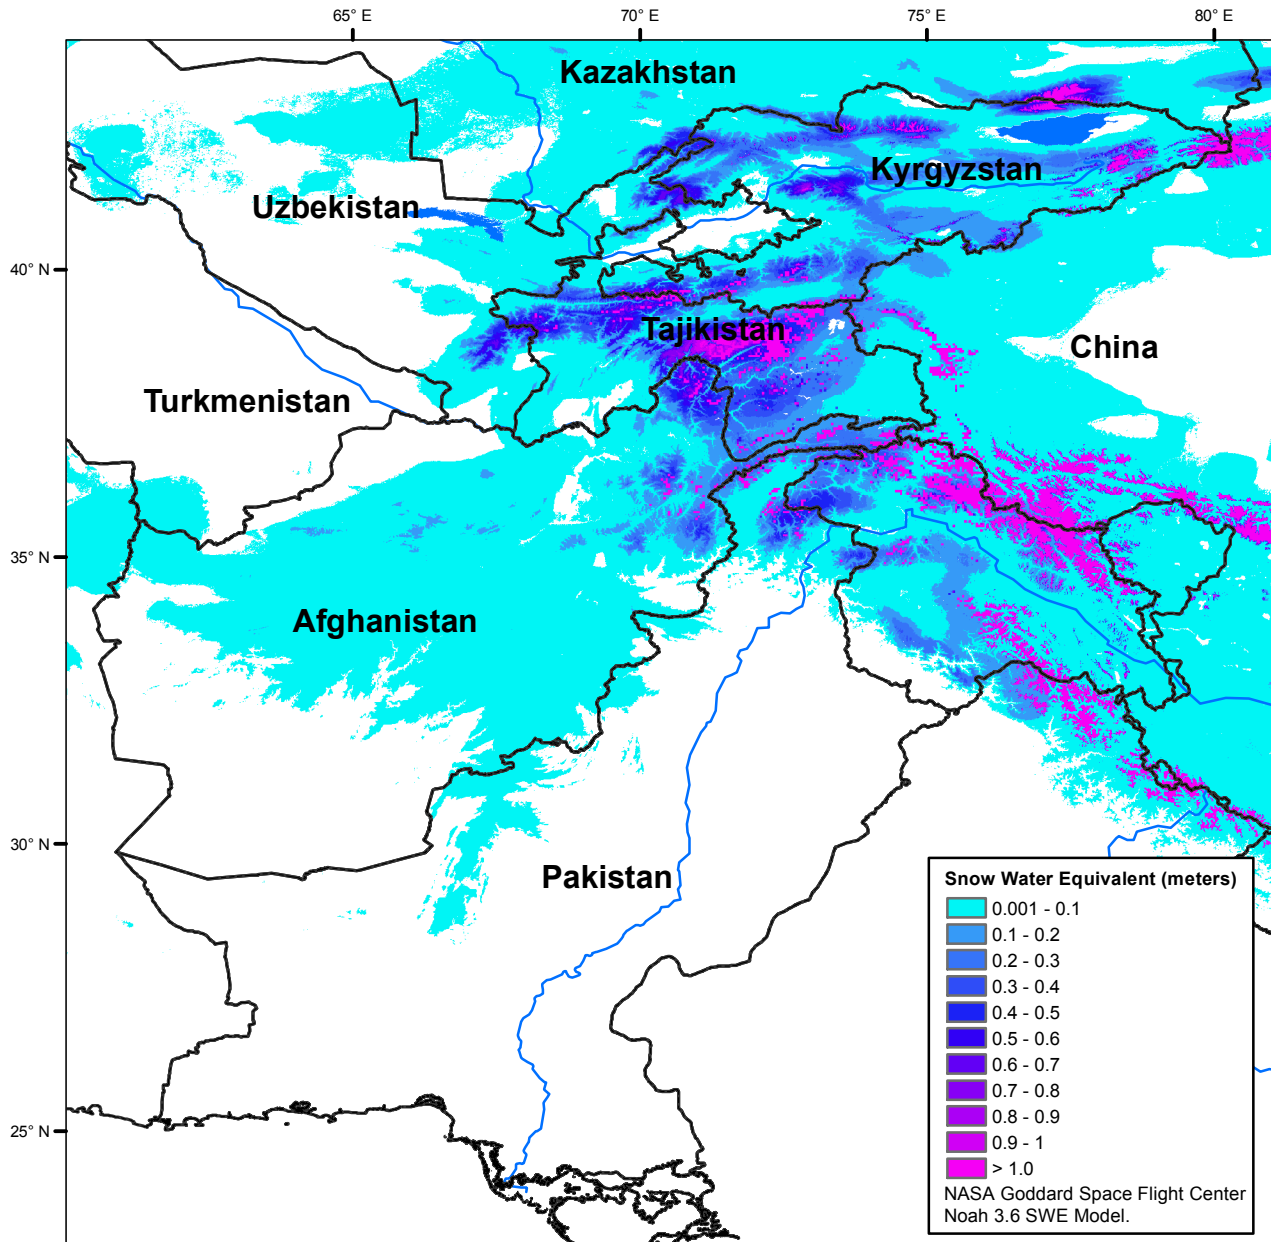 65° E
70° E
75° E
80° E
Kazakhstan
Kyrgyzstan
Uzbekistan
40° N
Tajikistan
China
Turkmenistan
35° N
Afghanistan
30° N
Pakistan
25° N
Snow Water Equivalent (meters)
0.001 - 0.1
0.1 - 0.2
0.2 - 0.3
0.3 - 0.4
0.4 - 0.5
0.5 - 0.6
0.6 - 0.7
0.7 - 0.8
0.8 - 0.9
0.9 - 1
> 1.0
NASA Goddard Space Flight Center
Noah 3.6 SWE Model.